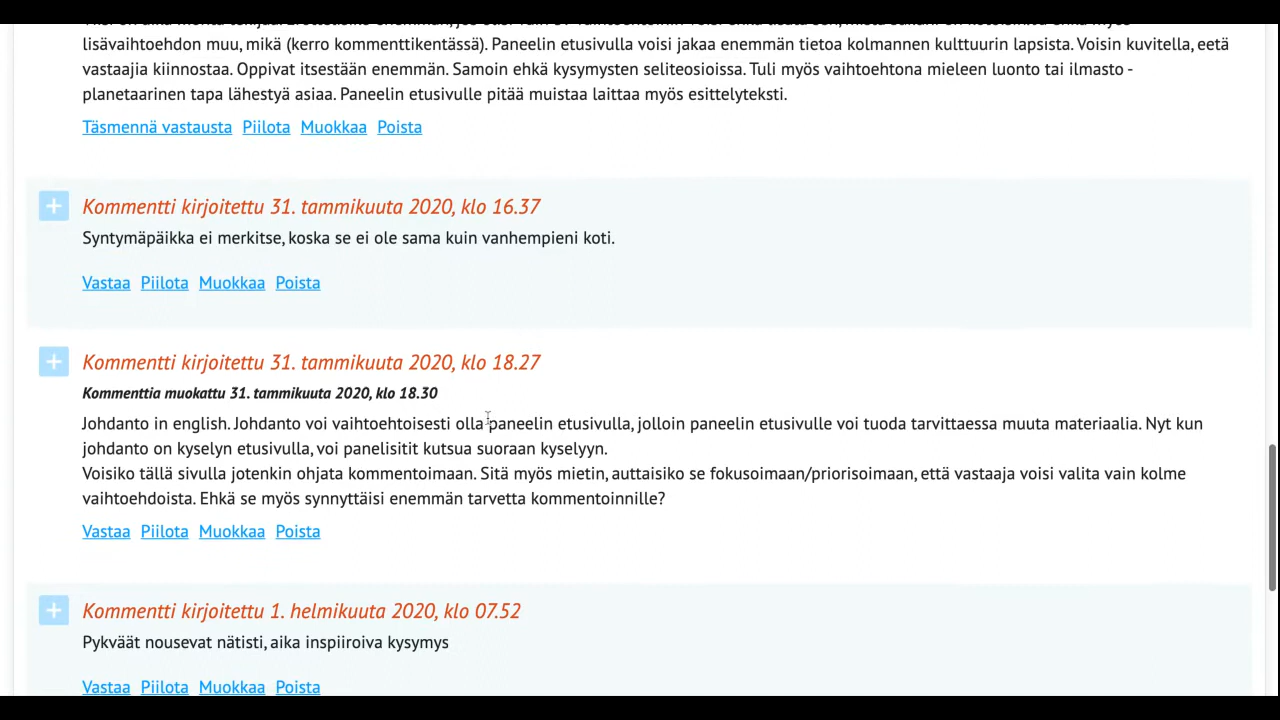 lisävaihtoehdon muu, mikä (kerro kommenttikentässä). Paneelin etusivulla voisi jakaa enemmän tietoa kolmannen kulttuurin lapsista. Voisin kuvitella, eetä
vastaajia kiinnostaa. Oppivat itsestään enemmän. Samoin ehkä kysymysten seliteosioissa. Tuli myös vaihtoehtona mieleen luonto tai ilmasto -
planetaarinen tapa lähestyä asiaa. Paneelin etusivulle pitää muistaa laittaa myös esittelyteksti.
Täsmennä vastausta Piilota Muokkaa Poista
Kommentti kirjoitettu 31. tammikuuta 2020, klo 16.37
Syntymäpäikka ei merkitse, koska se ei ole sama kuin vanhempieni koti.
Vastaa Piilota Muokkaa Poista
Kommentti kirjoitettu 31. tammikuuta 2020, klo 18.27
Kommenttia muokattu 31. tammikuuta 2020, klo 18.30
Johdanto in english. Johdanto voi vaihtoehtoisesti olla paneelin etusivulla, jolloin paneelin etusivulle voi tuoda tarvittaessa muuta materiaalia. Nyt kun
johdanto on kyselyn etusivulla, voi panelisitit kutsua suoraan kyselyyn.
Voisiko tällä sivulla jotenkin ohjata kommentoimaan. Sitä myös mietin, auttaisiko se fokusoimaan/priorisoimaan, että vastaaja voisi valita vain kolme
vaihtoehdoista. Ehkä se myös synnyttäisi enemmän tarvetta kommentoinnille?
Vastaa Piilota Muokkaa Poista
Kommentti kirjoitettu 1. helmikuuta 2020, klo 07.52
Pykväät nousevat nätisti, aika inspiiroiva kysymys
Vastaa Piilota Muokkaa Poista